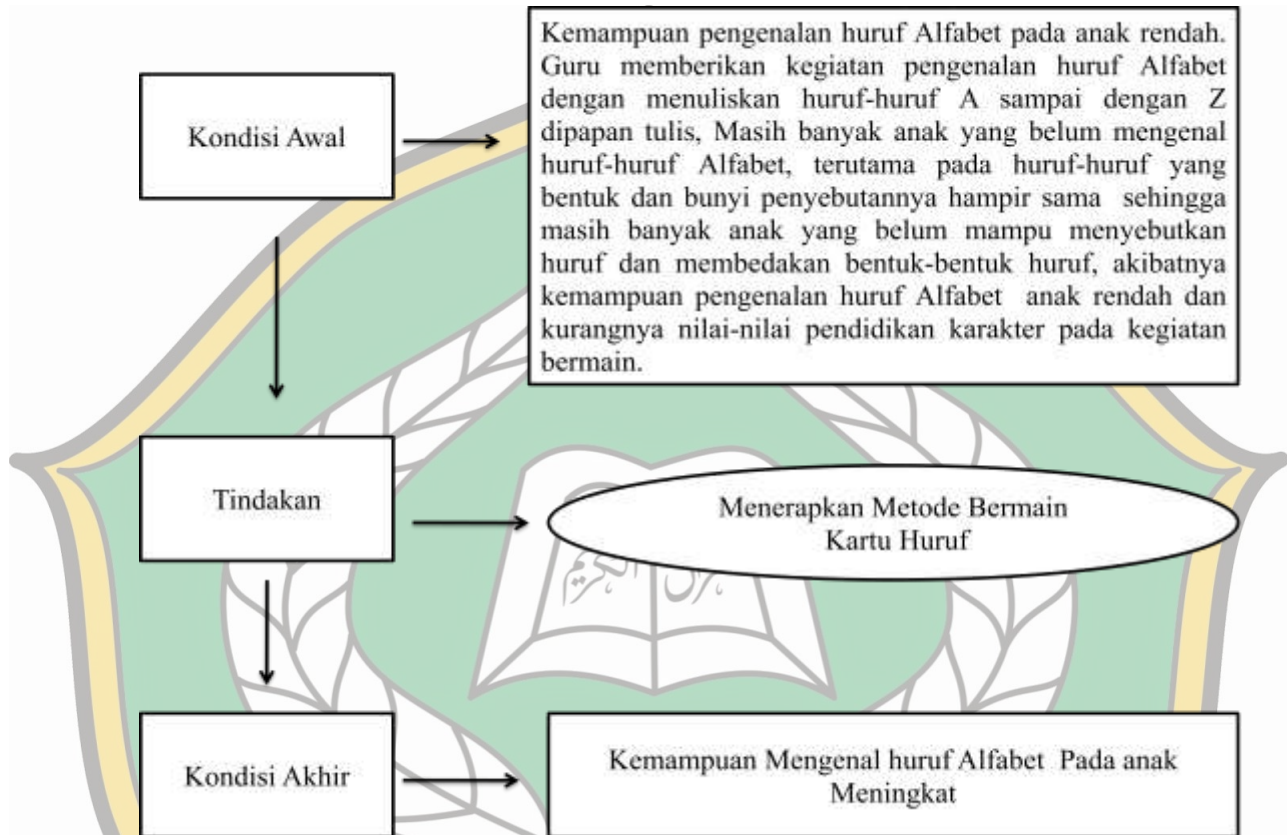 Kemampuan pengenalan huruf Alfabet pada anak rendah.
Guru memberikan kegiatan pengenalan huruf Alfabet
dengan menuliskan huruf-huruf A sampai dengan Z
dipapan tulis, Masih banyak anak yang belum mengenal
huruf-huruf Alfabet, terutama pada huruf-huruf yang
bentuk dan bunyi penyebutannya hampir sama sehingga
masih banyak anak yang belum mampu menyebutkan
huruf dan membedakan bentuk-bentuk huruf, akibatnya
kemampuan pengenalan huruf Alfabet anak rendah dan
kurangnya nilai-nilai pendidikan karakter pada kegiatan
bermain.
Kondisi Awal
Tindakan
Menerapkan Metode Bermain
Kartu Huruf
Kondisi Akhir
Kemampuan Mengenal huruf Alfabet Pada anak
Meningkat